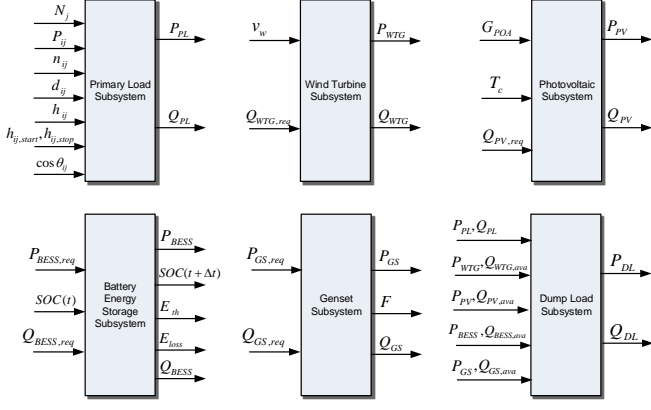 N_j
P_ij
n_ij
d_ij
h_ij
h_ij,start, h_ij,stop
cos θ_ij
Primary Load
Subsystem
P_PL
Q_PL
v_w
Q_WTG,req
Wind Turbine
Subsystem
P_WTG
Q_WTG
G_POA
T_c
Q_PV,req
Photovoltaic
Subsystem
P_PV
Q_PV
P_BESS,req
SOC(t)
Q_BESS,req
Battery
Energy
Storage
Subsystem
P_BESS
SOC(t + Δt)
E_th
E_loss
Q_BESS
P_GS,req
Q_GS,req
Genset
Subsystem
P_GS
F
Q_GS
P_PL, Q_PL
P_WTG, Q_WTG,ava
P_PV, Q_PV,ava
P_BESS, Q_BESS,ava
P_GS, Q_GS,ava
Dump Load
Subsystem
P_DL
Q_DL